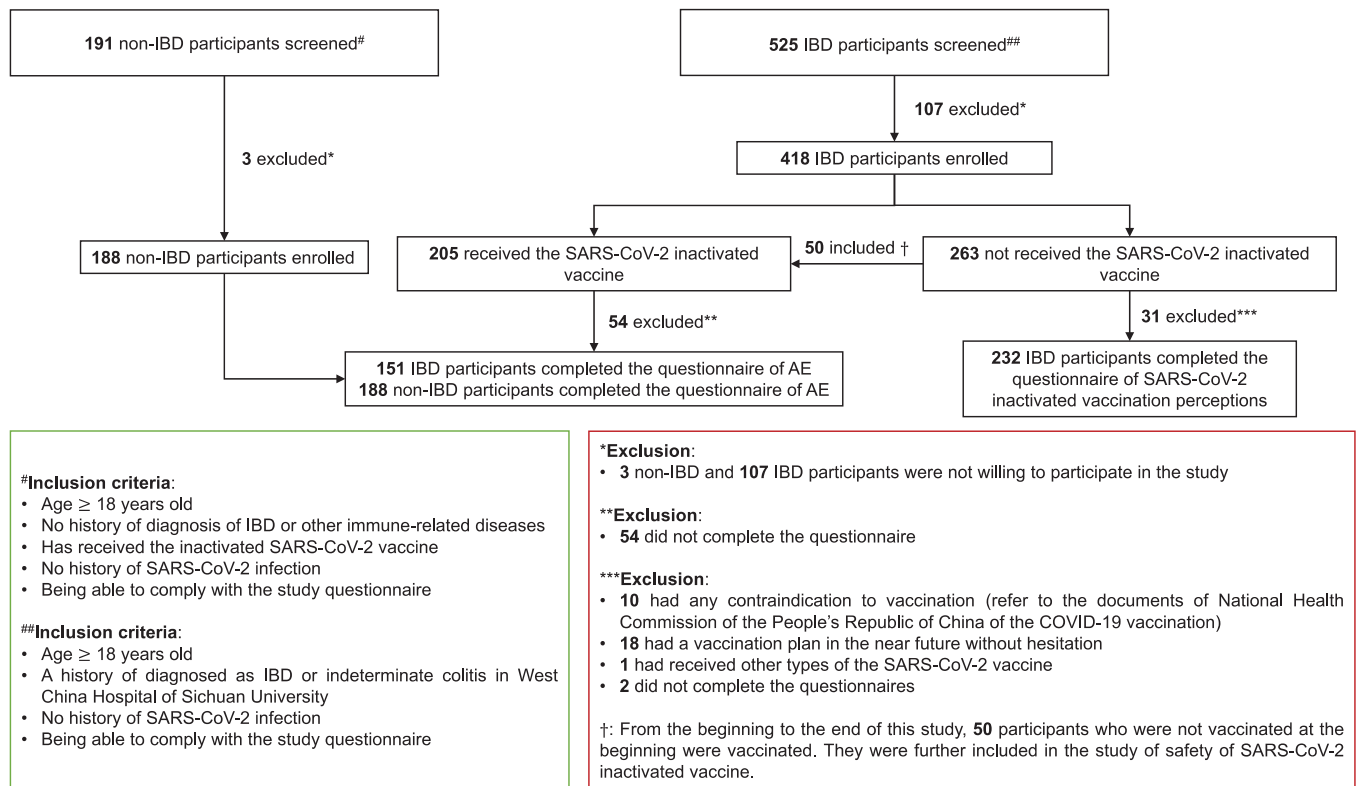 191 non-IBD participants screened#
525 IBD participants screened##
107 excluded*
3 excluded*
418 IBD participants enrolled
188 non-IBD participants enrolled
205 received the SARS-CoV-2 inactivated
vaccine
50 included †
263 not received the SARS-CoV-2 inactivated
vaccine
54 excluded**
31 excluded***
151 IBD participants completed the questionnaire of AE
188 non-IBD participants completed the questionnaire of AE
232 IBD participants completed the
questionnaire of SARS-CoV-2
inactivated vaccination perceptions
#Inclusion criteria:
• Age ≥ 18 years old
• No history of diagnosis of IBD or other immune-related diseases
• Has received the inactivated SARS-CoV-2 vaccine
• No history of SARS-CoV-2 infection
• Being able to comply with the study questionnaire
##Inclusion criteria:
• Age ≥ 18 years old
• A history of diagnosed as IBD or indeterminate colitis in West
China Hospital of Sichuan University
• No history of SARS-CoV-2 infection
• Being able to comply with the study questionnaire
*Exclusion:
• 3 non-IBD and 107 IBD participants were not willing to participate in the study
**Exclusion:
• 54 did not complete the questionnaire
***Exclusion:
• 10 had any contraindication to vaccination (refer to the documents of National Health
Commission of the People's Republic of China of the COVID-19 vaccination)
• 18 had a vaccination plan in the near future without hesitation
• 1 had received other types of the SARS-CoV-2 vaccine
• 2 did not complete the questionnaires
†: From the beginning to the end of this study, 50 participants who were not vaccinated at the
beginning were vaccinated. They were further included in the study of safety of SARS-CoV-2
inactivated vaccine.